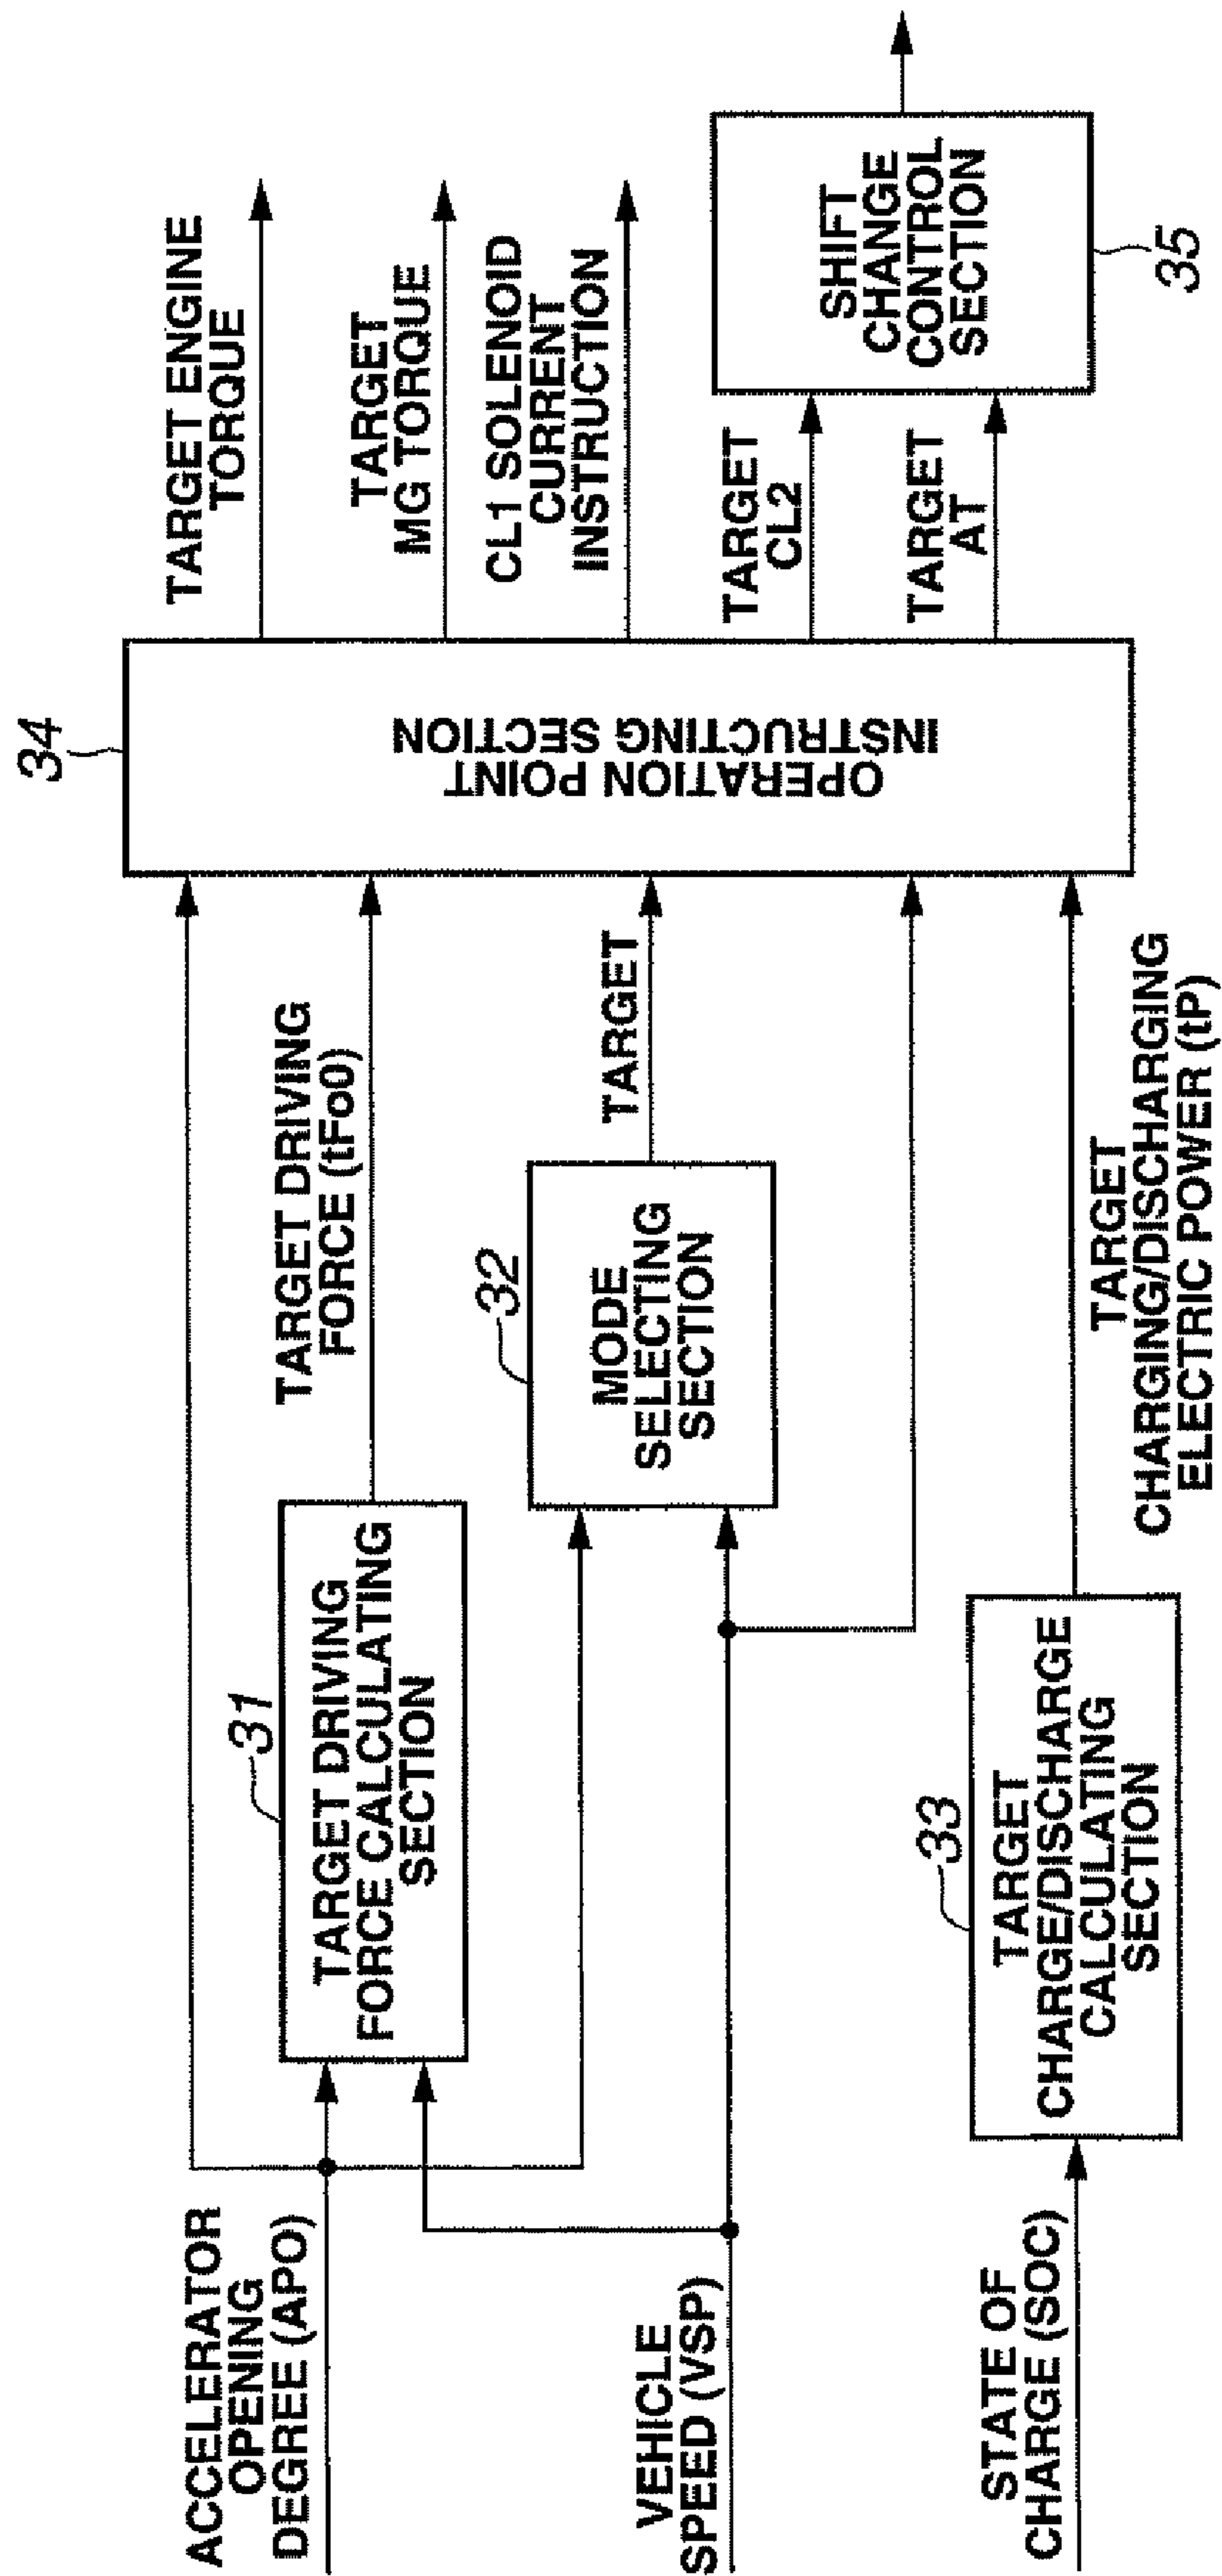 ACCELERATOR
OPENING
DEGREE (APO)
VEHICLE
SPEED (VSP)
STATE OF
CHARGE (SOC)
31
TARGET DRIVING
FORCE CALCULATING
SECTION
33
TARGET
CHARGE/DISCHARGE
CALCULATING
SECTION
TARGET DRIVING
FORCE (tFo0)
32
MODE
SELECTING
SECTION
TARGET
TARGET
CHARGING/DISCHARGING
ELECTRIC POWER (tP)
34
OPERATION POINT
INSTRUCTING SECTION
TARGET ENGINE
TORQUE
TARGET
MG TORQUE
CL1 SOLENOID
CURRENT
INSTRUCTION
TARGET
CL2
TARGET
AT
SHIFT
CHANGE
CONTROL
SECTION
35